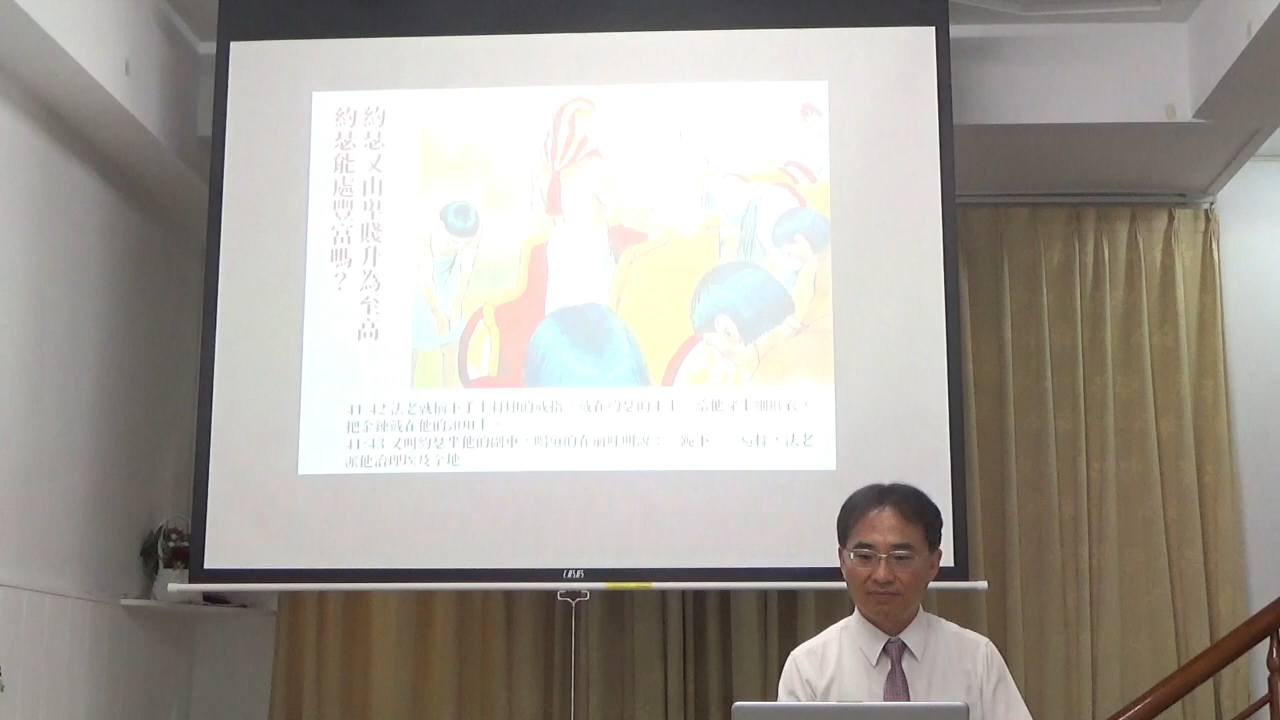 約瑟又由卑賤升為至高
約瑟能處豐富嗎？
41:42 法老就摘下手上打印的戒指，戴在約瑟的手上，給他穿上細麻衣，
把金鍊戴在他的頸項上，
41:43 又叫約瑟坐他的副車，喝道的在前呼叫說：「跪下。」這樣，法老
派他治理埃及全地
CASAS